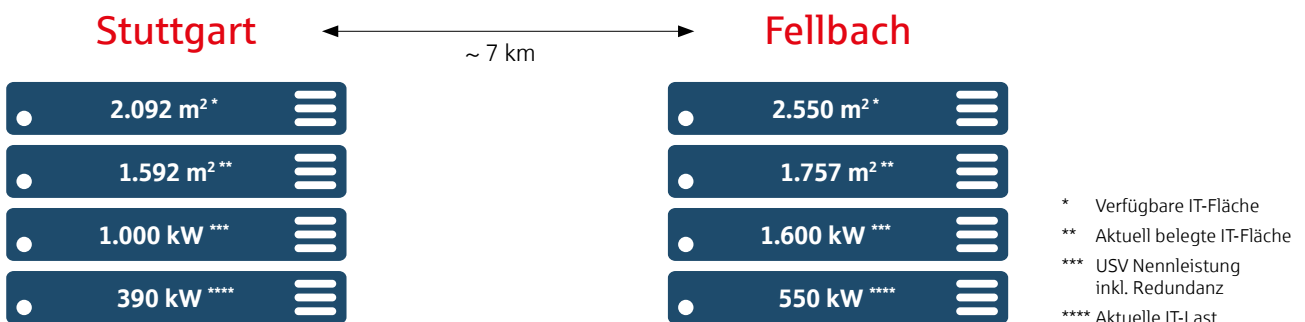 Stuttgart
~ 7 km
Fellbach
2.092 m² *
1.592 m² **
1.000 kW ***
390 kW ****
2.550 m² *
1.757 m² **
1.600 kW ***
550 kW ****
* Verfügbare IT-Fläche
** Aktuell belegte IT-Fläche
*** USV Nennleistung
inkl. Redundanz
**** Aktuelle IT-Last